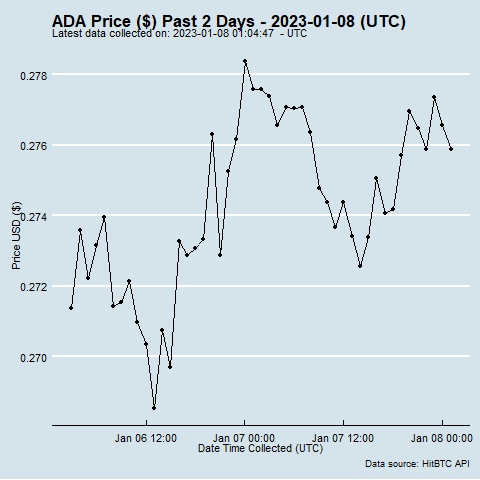 ADA Price ($) Past 2 Days - 2023-01-08 (UTC)
Latest data collected on: 2023-01-08 01:04:47  - UTC
0.278
0.276
0.274
0.272
0.270
Price USD ($)
Jan 06 12:00
Jan 07 00:00
Jan 07 12:00
Jan 08 00:00
Date Time Collected (UTC)
Data source: HitBTC API